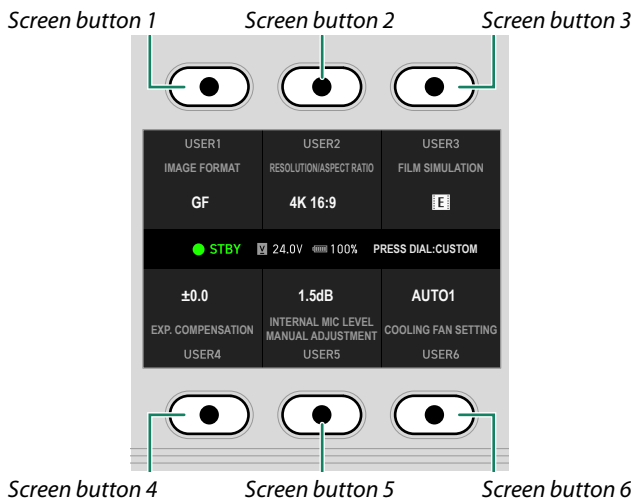 Screen button 1 Screen button 2 Screen button 3
USER1 USER2 USER3
IMAGE FORMAT RESOLUTION/ASPECT RATIO FILM SIMULATION
GF 4K 16:9 E
STBY V 24.0V 100% PRESS DIAL:CUSTOM
±0.0 1.5dB AUTO1
EXP. COMPENSATION INTERNAL MIC LEVEL MANUAL ADJUSTMENT COOLING FAN SETTING
USER4 USER5 USER6
Screen button 4 Screen button 5 Screen button 6